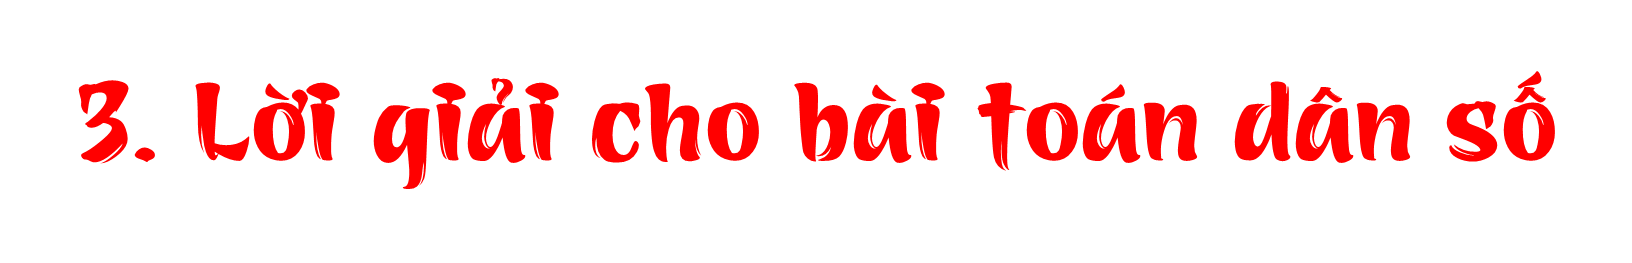 3. Lời giải cho bài toán dân số